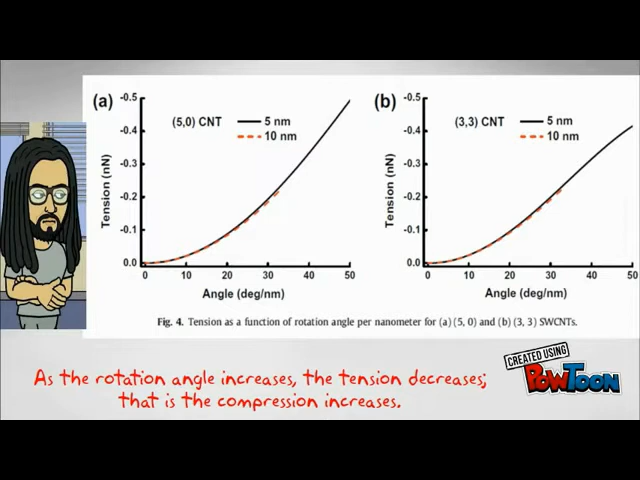 (a)
-0.5
-0.4
-0.3
-0.2
-0.1
0.0
Tension (nN)
(5,0) CNT
5 nm
10 nm
0 10 20 30 40 50
Angle (deg/nm)
(b)
-0.5
-0.4
-0.3
-0.2
-0.1
0.0
Tension (nN)
(3,3) CNT
5 nm
10 nm
0 10 20 30 40 50
Angle (deg/nm)
Fig. 4. Tension as a function of rotation angle per nanometer for (a) (5, 0) and (b) (3, 3) SWCNTs.
As the rotation angle increases, the tension decreases;
that is the compression increases.
CREATED USING
POWTOON